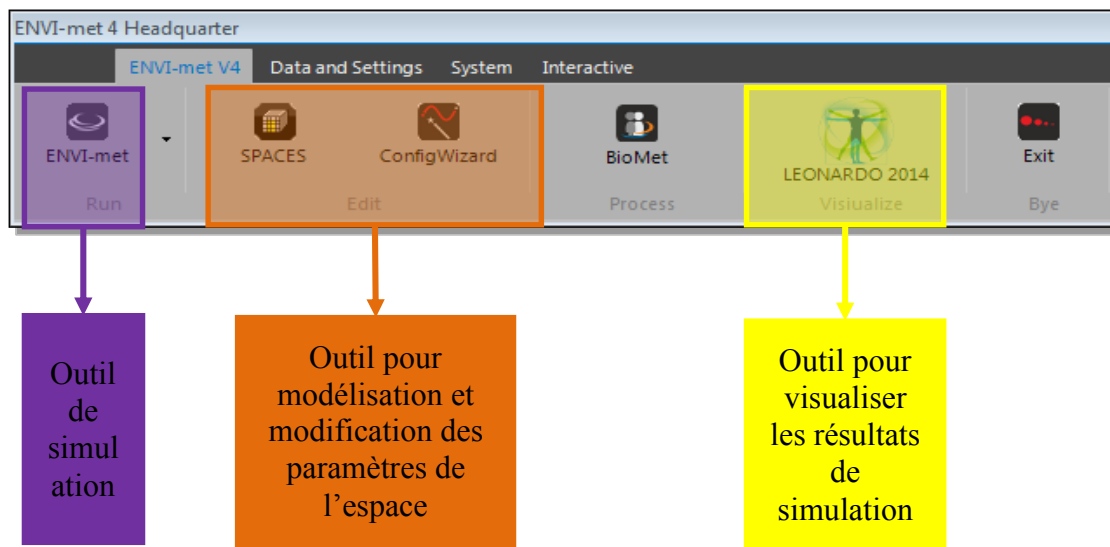 ENVI-met 4 Headquarter
ENVI-met V4 Data and Settings System Interactive
ENVI-met SPACES ConfigWizard BioMet LEONARDO 2014 Exit
Run Edit Process Visiualize Bye
Outil
de
simul
ation
Outil pour
modélisation et
modification des
paramètres de
l’espace
Outil pour
visualiser
les résultats
de
simulation